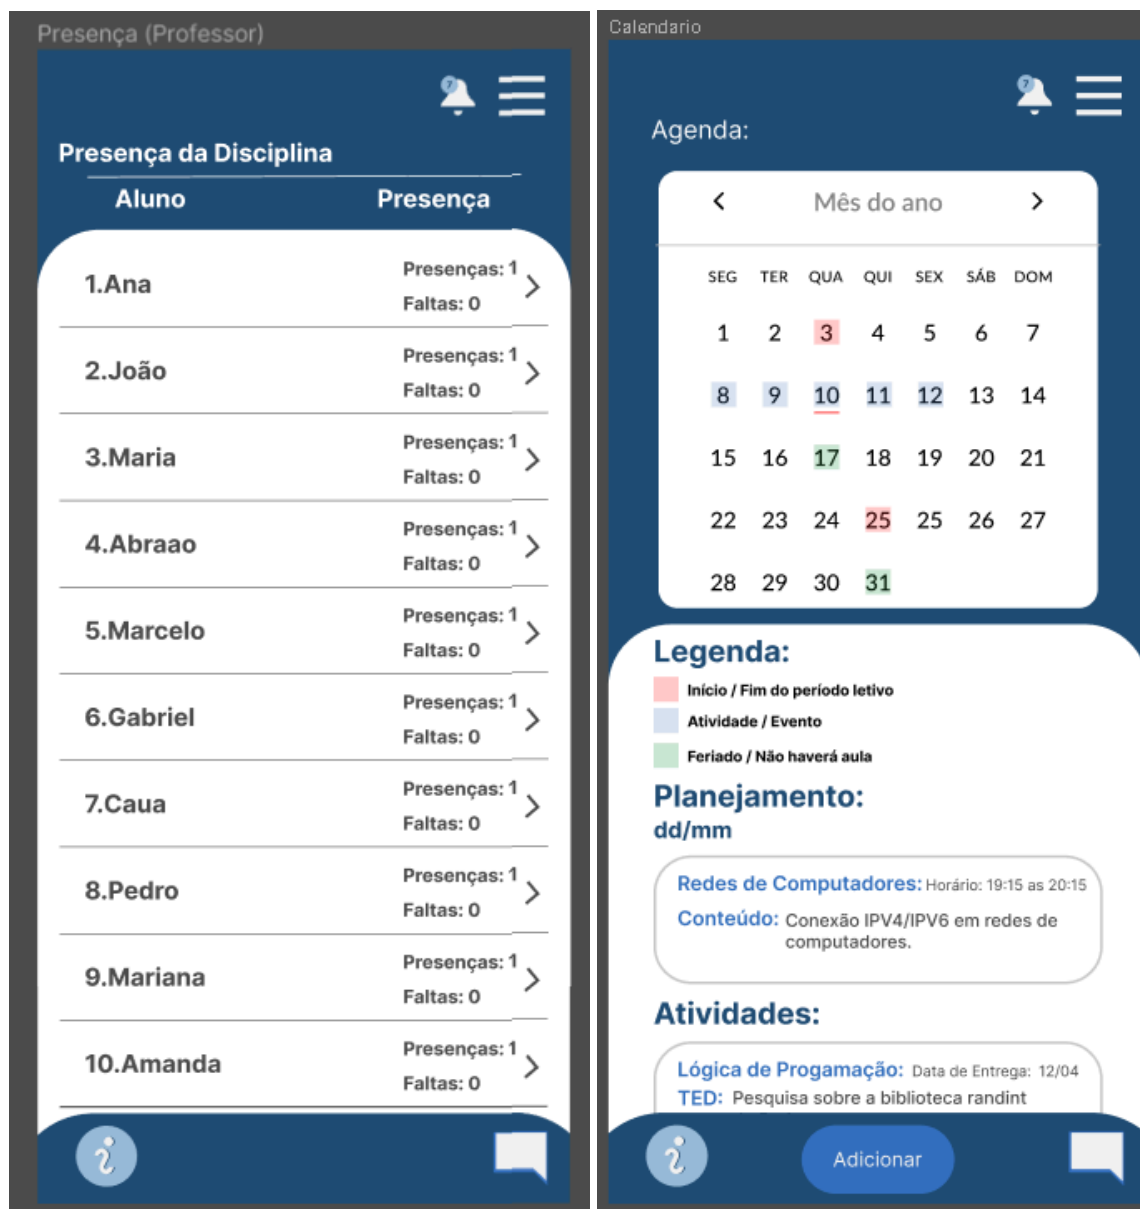 Presença (Professor)
7
Presença da Disciplina
Aluno Presença
1.Ana
Presenças: 1
Faltas: 0
2.João
Presenças: 1
Faltas: 0
3.Maria
Presenças: 1
Faltas: 0
4.Abraao
Presenças: 1
Faltas: 0
5.Marcelo
Presenças: 1
Faltas: 0
6.Gabriel
Presenças: 1
Faltas: 0
7.Caua
Presenças: 1
Faltas: 0
8.Pedro
Presenças: 1
Faltas: 0
9.Mariana
Presenças: 1
Faltas: 0
10.Amanda
Presenças: 1
Faltas: 0
i
Calendario
7
Agenda:
Mês do ano
SEG TER QUA QUI SEX SÁB DOM
1 2 3 4 5 6 7
8 9 10 11 12 13 14
15 16 17 18 19 20 21
22 23 24 25 25 26 27
28 29 30 31
Legenda:
Início / Fim do período letivo
Atividade / Evento
Feriado / Não haverá aula
Planejamento:
dd/mm
Redes de Computadores: Horário: 19:15 as 20:15
Conteúdo: Conexão IPV4/IPV6 em redes de
computadores.
Atividades:
Lógica de Progamação: Data de Entrega: 12/04
TED: Pesquisa sobre a biblioteca randint
i
Adicionar